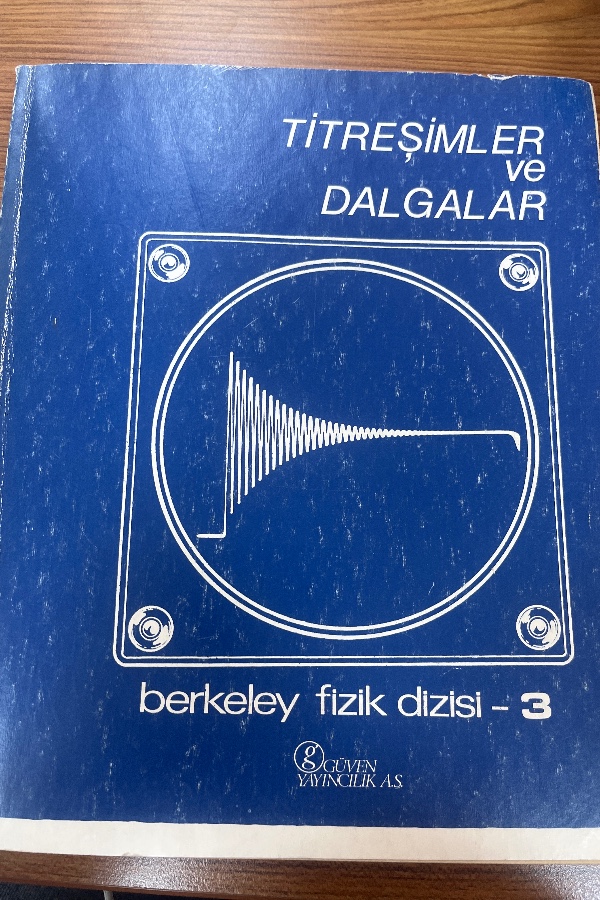 TİTREŞİMLER
ve
DALGALAR
berkeley fizik dizisi - 3
g GÜVEN
YAYINCILIK A.Ş.